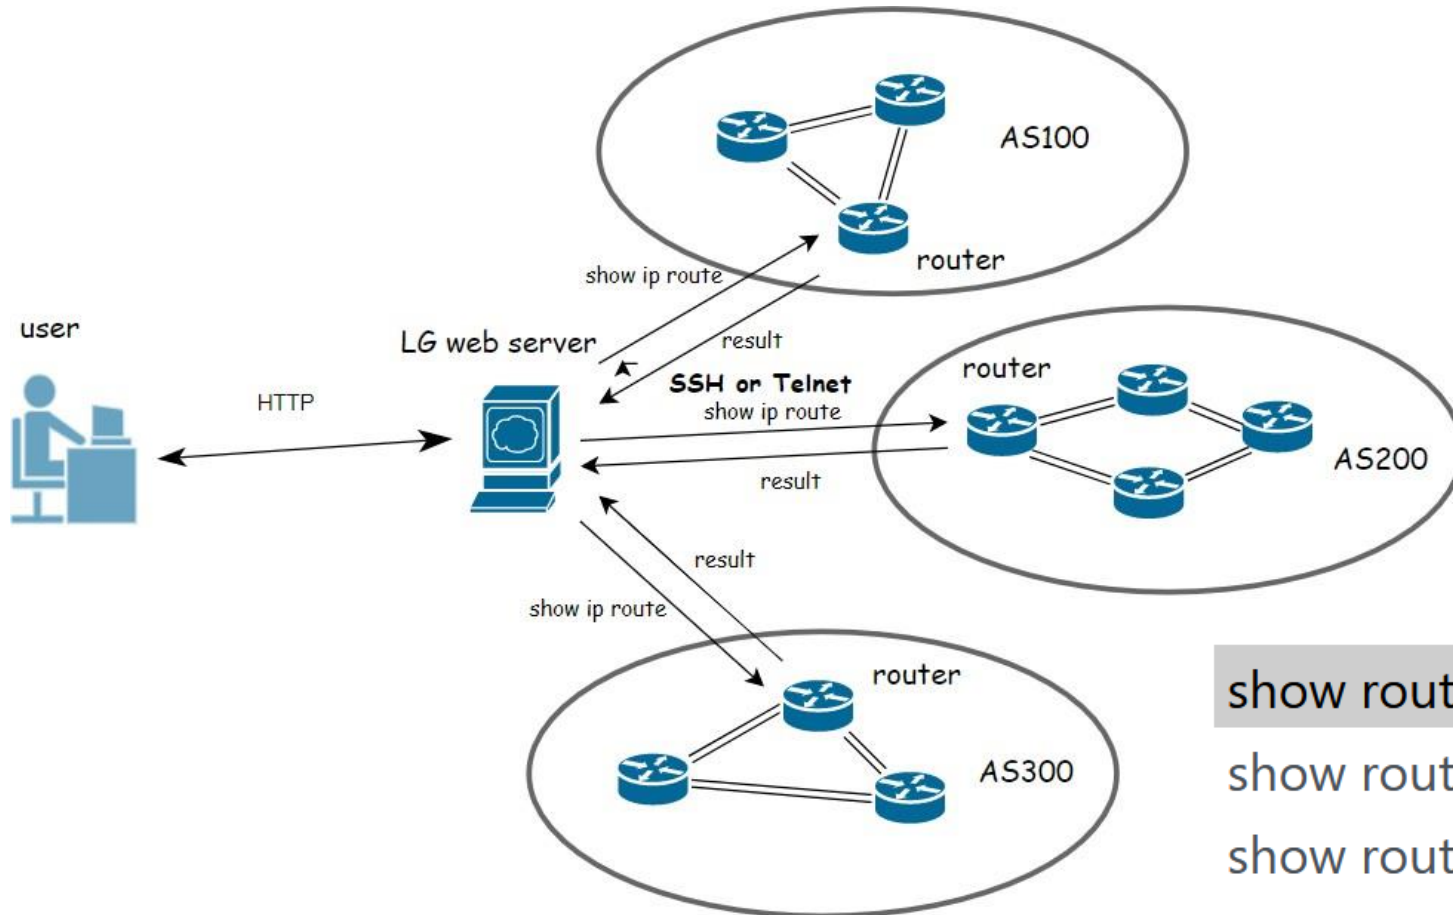 AS100
router
show ip route
user
LG web server
result
router
SSH or Telnet
HTTP
show ip route
AS200
result
result
show ip route
router
show rout
AS300
show rout
show rout